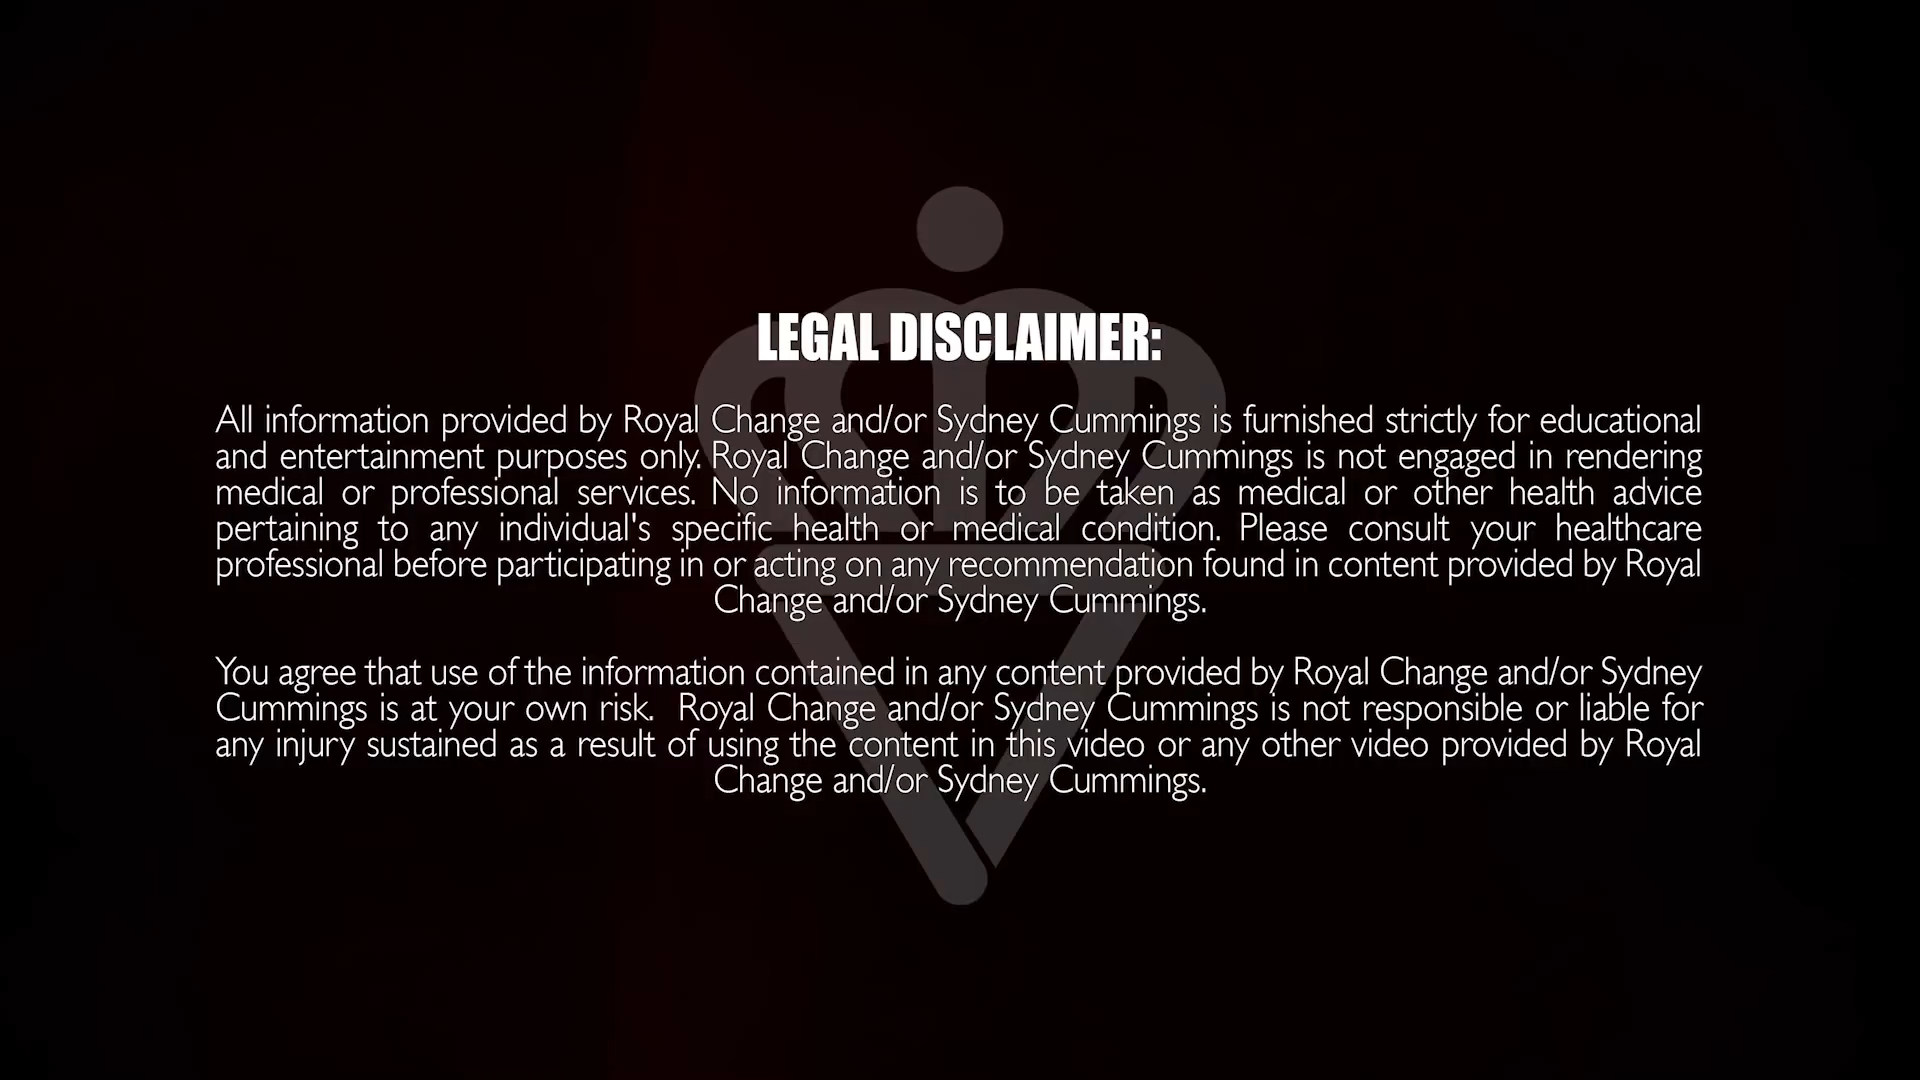 LEGAL DISCLAIMER:
All information provided by Royal Change and/or Sydney Cummings is furnished strictly for educational
and entertainment purposes only. Royal Change and/or Sydney Cummings is not engaged in rendering
medical or professional services. No information is to be taken as medical or other health advice
pertaining to any individual's specific health or medical condition. Please consult your healthcare
professional before participating in or acting on any recommendation found in content provided by Royal
Change and/or Sydney Cummings.
You agree that use of the information contained in any content provided by Royal Change and/or Sydney
Cummings is at your own risk.  Royal Change and/or Sydney Cummings is not responsible or liable for
any injury sustained as a result of using the content in this video or any other video provided by Royal
Change and/or Sydney Cummings.